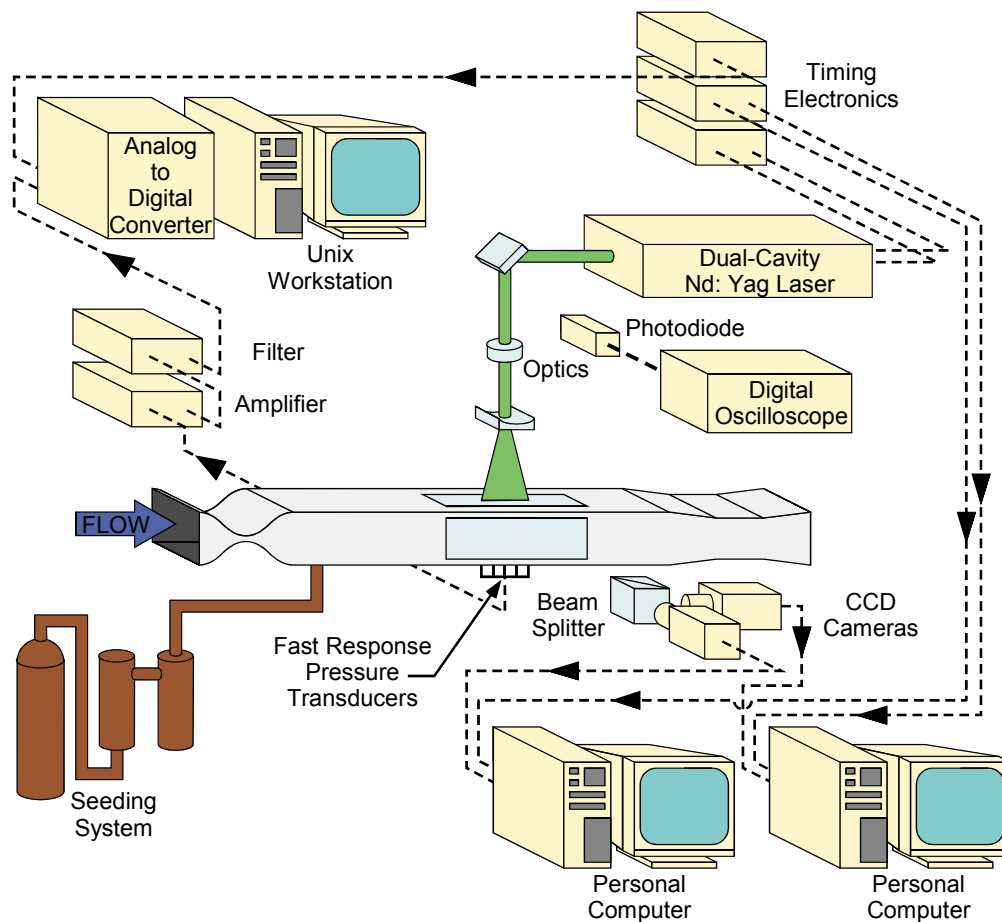 Timing
Electronics
Analog
to
Digital
Converter
Unix
Workstation
Dual-Cavity
Nd: Yag Laser
Photodiode
Optics
Digital
Oscilloscope
Filter
Amplifier
FLOW
Beam
Splitter
CCD
Cameras
Fast Response
Pressure
Transducers
Seeding
System
Personal
Computer
Personal
Computer